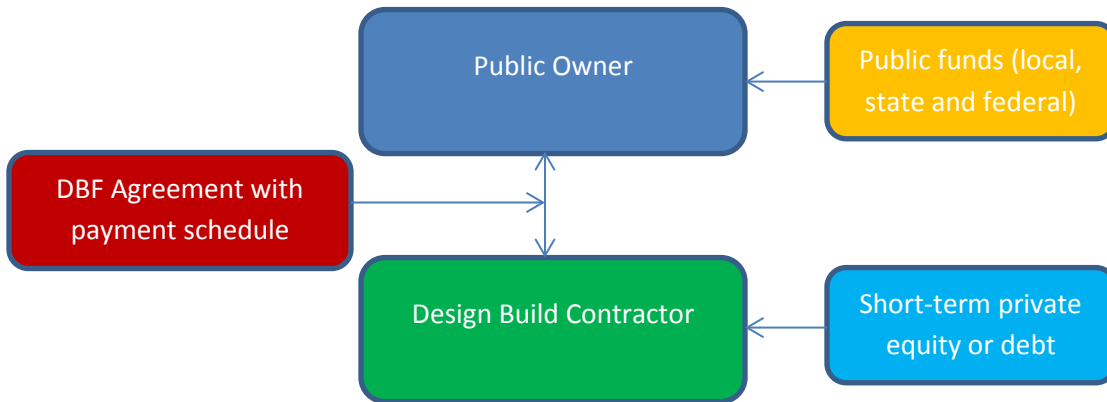 Public Owner
Public funds (local,
state and federal)
DBF Agreement with
payment schedule
Design Build Contractor
Short-term private
equity or debt